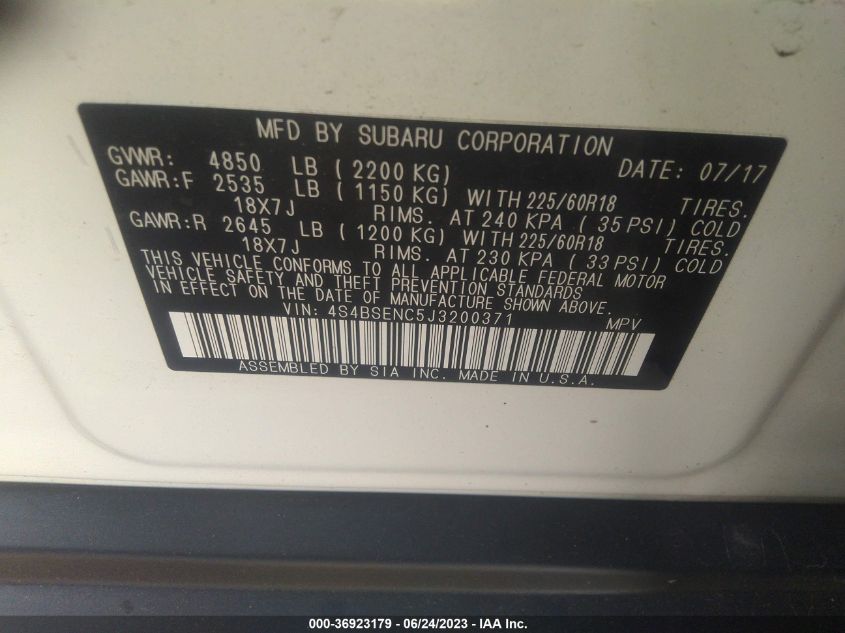 MFD BY SUBARU CORPORATION
GVWR: 4850 LB ( 2200 KG) DATE: 07/17
GAWR:F 2535 LB ( 1150 KG) WITH 225/60R18 TIRES.
18X7J RIMS. AT 240 KPA ( 35 PSI) COLD
GAWR:R 2645 LB ( 1200 KG) WITH 225/60R18 TIRES.
18X7J RIMS. AT 230 KPA ( 33 PSI) COLD
THIS VEHICLE CONFORMS TO ALL APPLICABLE FEDERAL MOTOR
VEHICLE SAFETY AND THEFT PREVENTION STANDARDS
IN EFFECT ON THE DATE OF MANUFACTURE SHOWN ABOVE.
VIN: 4S4BSENC5J3200371 MPV
ASSEMBLED BY SIA INC. MADE IN U.S.A.
000-36923179 - 06/24/2023 - IAA Inc.